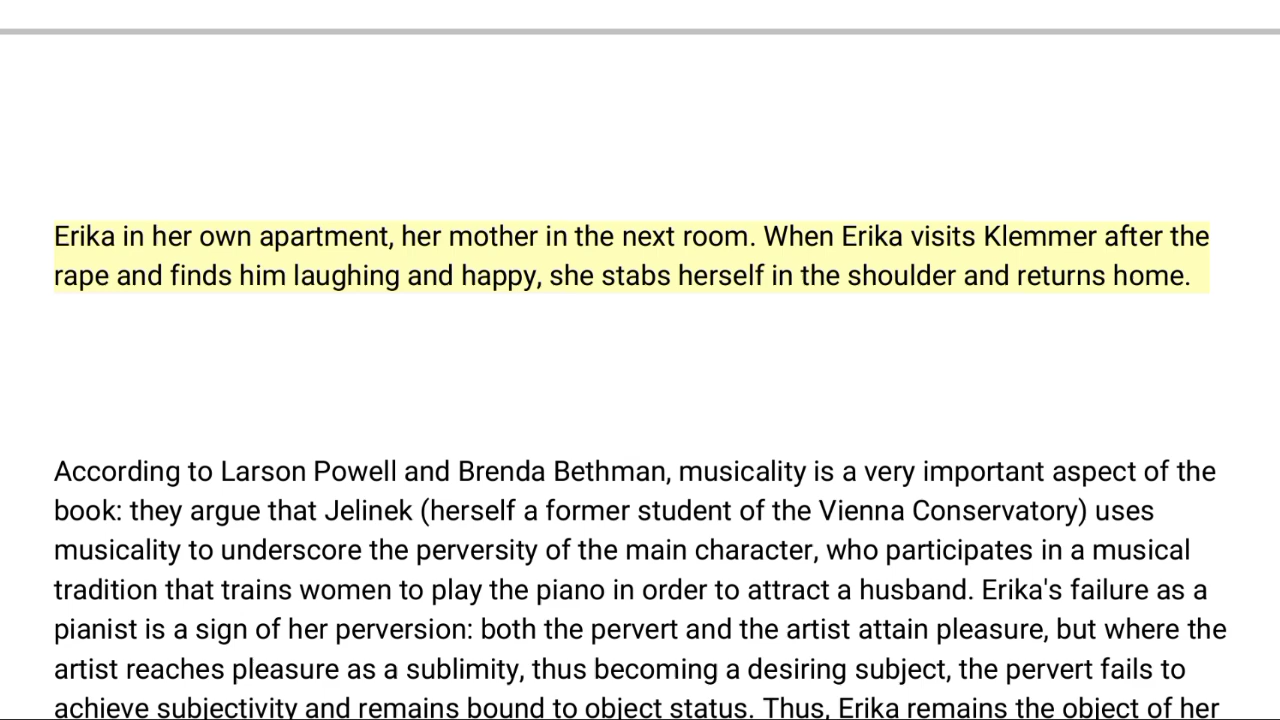 Erika in her own apartment, her mother in the next room. When Erika visits Klemmer after the
rape and finds him laughing and happy, she stabs herself in the shoulder and returns home.
According to Larson Powell and Brenda Bethman, musicality is a very important aspect of the
book: they argue that Jelinek (herself a former student of the Vienna Conservatory) uses
musicality to underscore the perversity of the main character, who participates in a musical
tradition that trains women to play the piano in order to attract a husband. Erika's failure as a
pianist is a sign of her perversion: both the pervert and the artist attain pleasure, but where the
artist reaches pleasure as a sublimity, thus becoming a desiring subject, the pervert fails to
achieve subjectivity and remains bound to object status. Thus, Erika remains the object of her